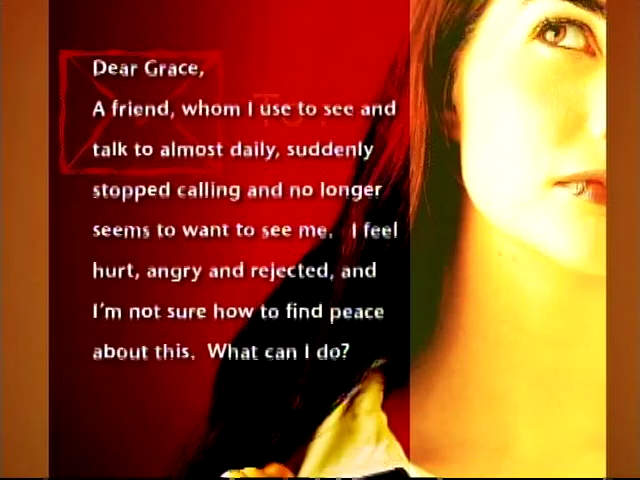 Dear Grace,
A friend, whom I use to see and
talk to almost daily, suddenly
stopped calling and no longer
seems to want to see me. I feel
hurt, angry and rejected, and
I'm not sure how to find peace
about this. What can I do?